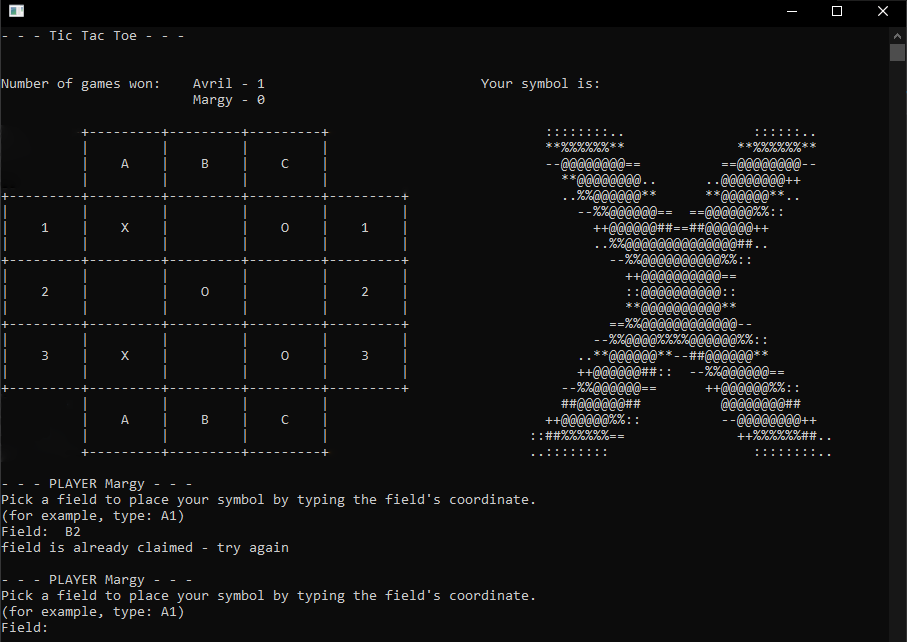 - - - Tic Tac Toe - - -
Number of games won:    Avril - 1                           Your symbol is:
                        Margy - 0
          +---------+---------+---------+                           ::::::::..                ::::::..
          |         |         |         |                           **%%%%%%**              **%%%%%%**
          |    A    |    B    |    C    |                           --@@@@@@@@==          ==@@@@@@@@--
          |         |         |         |                             **@@@@@@@@..      ..@@@@@@@@++
+---------+---------+---------+---------+---------+                   ..%%@@@@@@**      **@@@@@@**..
|         |         |         |         |         |                     --%%@@@@@@==  ==@@@@@@%%::
|    1    |    X    |         |    O    |    1    |                       ++@@@@@@##==##@@@@@@++
|         |         |         |         |         |                       ..%%@@@@@@@@@@@@@@##..
+---------+---------+---------+---------+---------+                         --%%@@@@@@@@@@%%::
|         |         |         |         |         |                           ++@@@@@@@@@@==
|    2    |         |    O    |         |    2    |                           ::@@@@@@@@@@::
|         |         |         |         |         |                           **@@@@@@@@@@**
+---------+---------+---------+---------+---------+                         ==%%@@@@@@@@@@@@--
|         |         |         |         |         |                       --%%@@@@%%%%@@@@@@%%::
|    3    |    X    |         |    O    |    3    |                     ..**@@@@@@**--##@@@@@@**
|         |         |         |         |         |                     ++@@@@@@##::  --%%@@@@@@==
+---------+---------+---------+---------+---------+                   --%%@@@@@@==      ++@@@@@@%%::
          |         |         |         |                             ##@@@@@@##          @@@@@@@@##
          |    A    |    B    |    C    |                           ++@@@@@@%%::          --@@@@@@@@++
          |         |         |         |                         ::##%%%%%%==              ++%%%%%%##..
          +---------+---------+---------+                         ..::::::::                  ::::::::..
- - - PLAYER Margy - - -
Pick a field to place your symbol by typing the field's coordinate.
(for example, type: A1)
Field:  B2
field is already claimed - try again
- - - PLAYER Margy - - -
Pick a field to place your symbol by typing the field's coordinate.
(for example, type: A1)
Field: